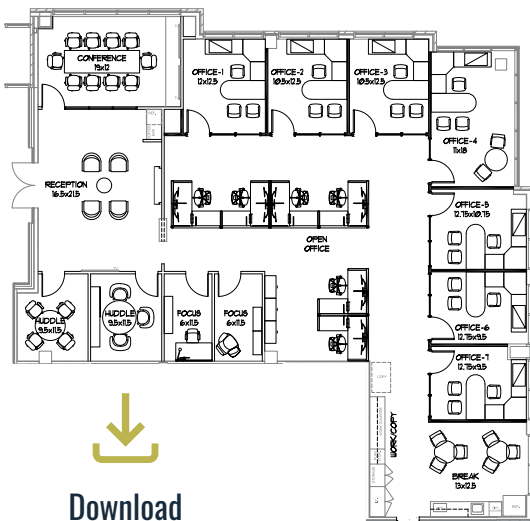 CONFERENCE
19x12
OFFICE-1
12x12.5
OFFICE-2
10.5x12.5
OFFICE-3
10.5x12.5
OFFICE-4
11x18
RECEPTION
16.5x21.5
OFFICE-5
12.75x10.75
OPEN
OFFICE
HUDDLE
9.5x11.5
HUDDLE
9.5x11.5
FOCUS
6x11.5
FOCUS
6x11.5
OFFICE-6
12.75x9.5
OFFICE-7
12.75x9.5
COPY
WORK/COPY
BREAK
13x12.5
Download